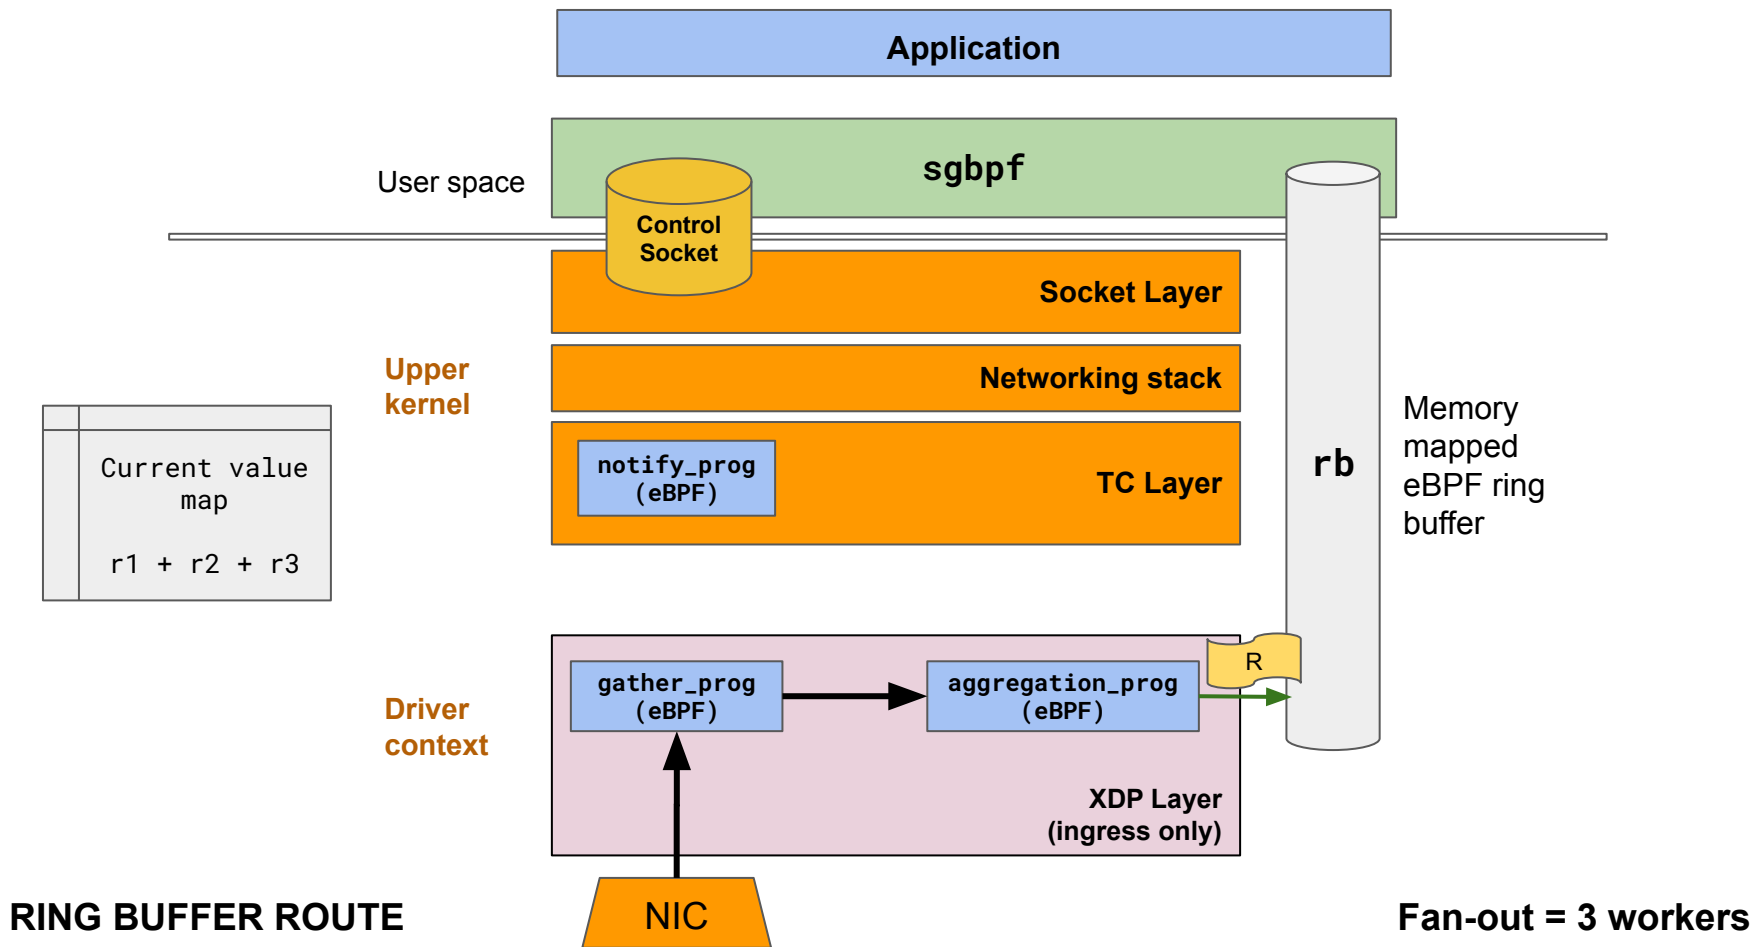 Application
sgbpf
User space
Control
Socket
Socket Layer
Upper
kernel
Networking stack
Current value
map
r1 + r2 + r3
notify_prog
(eBPF)
TC Layer
rb
Memory
mapped
eBPF ring
buffer
Driver
context
gather_prog
(eBPF)
aggregation_prog
(eBPF)
R
XDP Layer
(ingress only)
NIC
RING BUFFER ROUTE
Fan-out = 3 workers